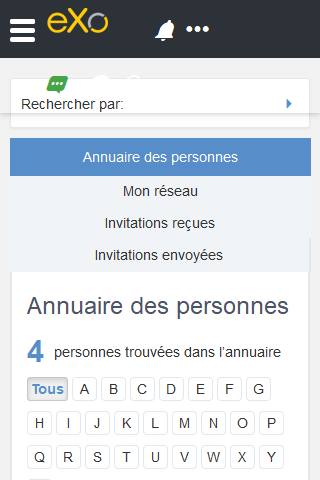 eXo
Rechercher par:
Annuaire des personnes
Mon réseau
Invitations reçues
Invitations envoyées
Annuaire des personnes
4 personnes trouvées dans l'annuaire
Tous A B C D E F G
H I J K L M N O P
Q R S T U V W X Y